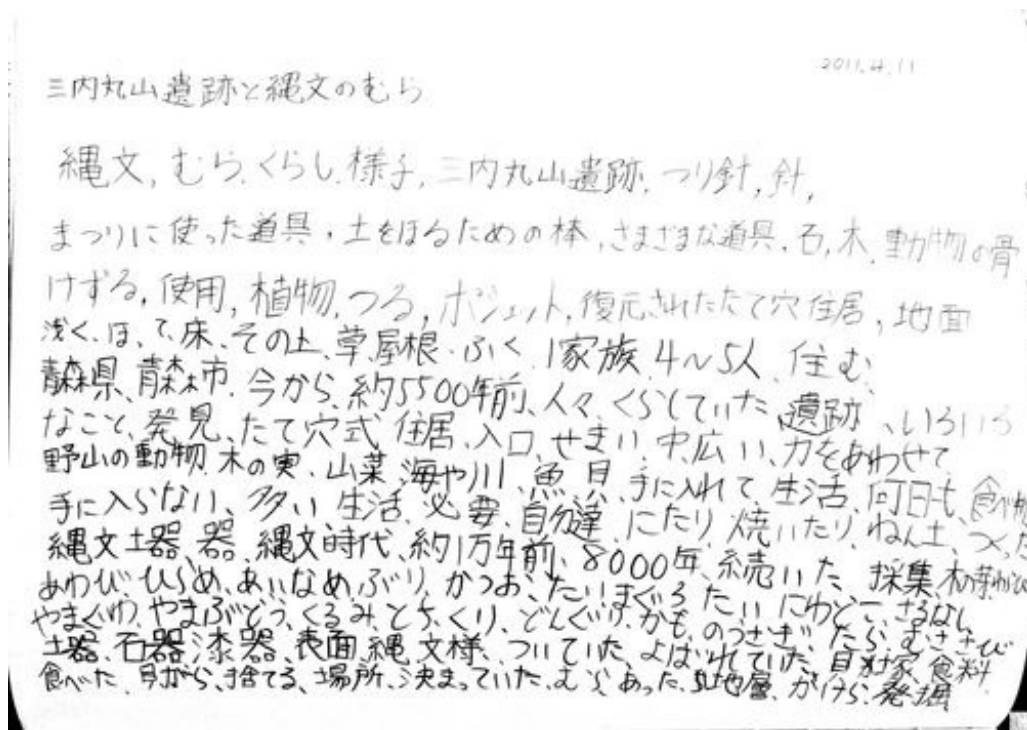 2011.4.11
三内丸山遺跡と縄文のむら
縄文, むら, くらし, 様子, 三内丸山遺跡, つり針, 針,
まつりに使った道具, 土をほるための棒, さまざまな道具, 石, 木, 動物の骨
けずる, 使用, 植物, つる, ポシェット, 復元されたたて穴住居, 地面
浅く、ほって、床、その土、草屋根、ふく、1家族、4〜5人、住む、
青森県、青森市、今から、約5500年前、人々、くらしていた、遺跡、いろいろ
なこと、発見、たて穴式住居、入口、せまい、中、広い、力をあわせて
野山の動物、木の実、山菜、海や川、魚、貝、手に入れて、生活、何日も、食べ物
手に入らない、多い、生活、必要、自分達、にたり、焼いたり、ねん土、つった
縄文土器、器、縄文時代、約1万年前、8000年、続いた、採集、木の芽
あわび、ひらめ、あいなめ、ぶり、かつお、たい、まぐろ、たい、にわとこ、さるなし
やまぐわ、やまぶどう、くるみ、とち、くり、どんぐり、かも、のうさぎ、たら、むささび
土器、石器、漆器、表面、縄、文様、ついていた、よばれていた、食料
食べた、貝がら、捨てる、場所、決まっていた、むら、あった、地層、かけら、発掘